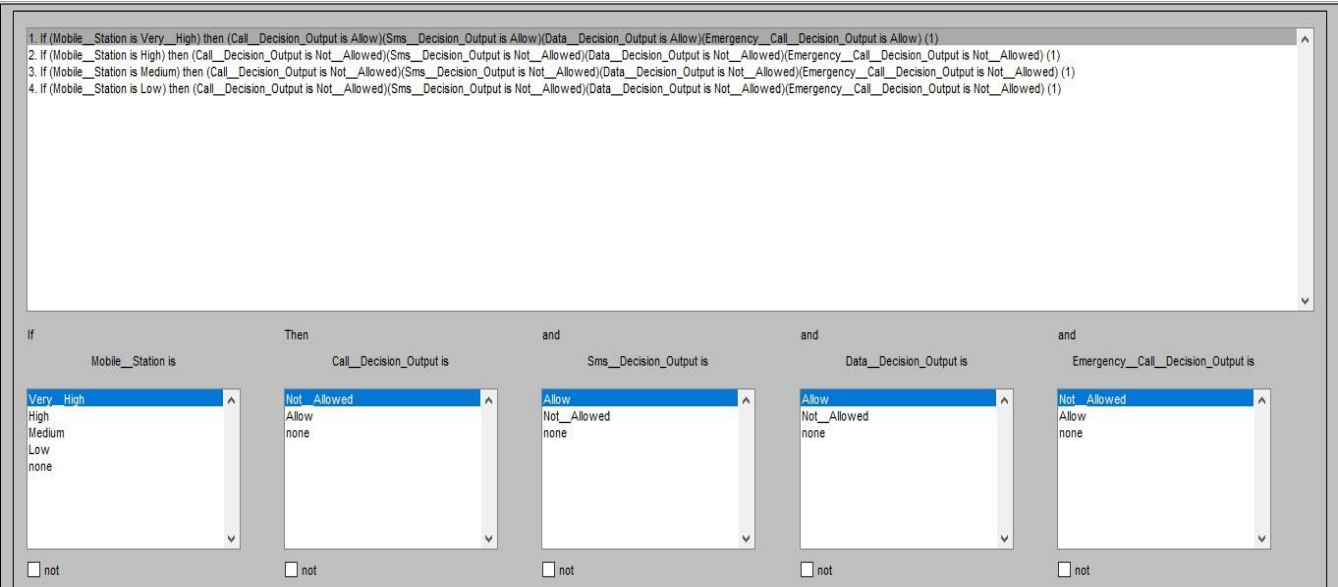 1. If (Mobile__Station is Very__High) then (Call__Decision_Output is Allow)(Sms__Decision_Output is Allow)(Data__Decision_Output is Allow)(Emergency__Call__Decision_Output is Allow) (1)
2. If (Mobile__Station is High) then (Call__Decision_Output is Not__Allowed)(Sms__Decision_Output is Not__Allowed)(Data__Decision_Output is Not__Allowed)(Emergency__Call__Decision_Output is Not__Allowed) (1)
3. If (Mobile__Station is Medium) then (Call__Decision_Output is Not__Allowed)(Sms__Decision_Output is Not__Allowed)(Data__Decision_Output is Not__Allowed)(Emergency__Call__Decision_Output is Not__Allowed) (1)
4. If (Mobile__Station is Low) then (Call__Decision_Output is Not__Allowed)(Sms__Decision_Output is Not__Allowed)(Data__Decision_Output is Not__Allowed)(Emergency__Call__Decision_Output is Not__Allowed) (1)
If
Mobile__Station is
Very__High
High
Medium
Low
none
not
Then
Call__Decision_Output is
Not__Allowed
Allow
none
not
and
Sms__Decision_Output is
Allow
Not__Allowed
none
not
and
Data__Decision_Output is
Allow
Not__Allowed
none
not
and
Emergency__Call__Decision_Output is
Not__Allowed
Allow
none
not